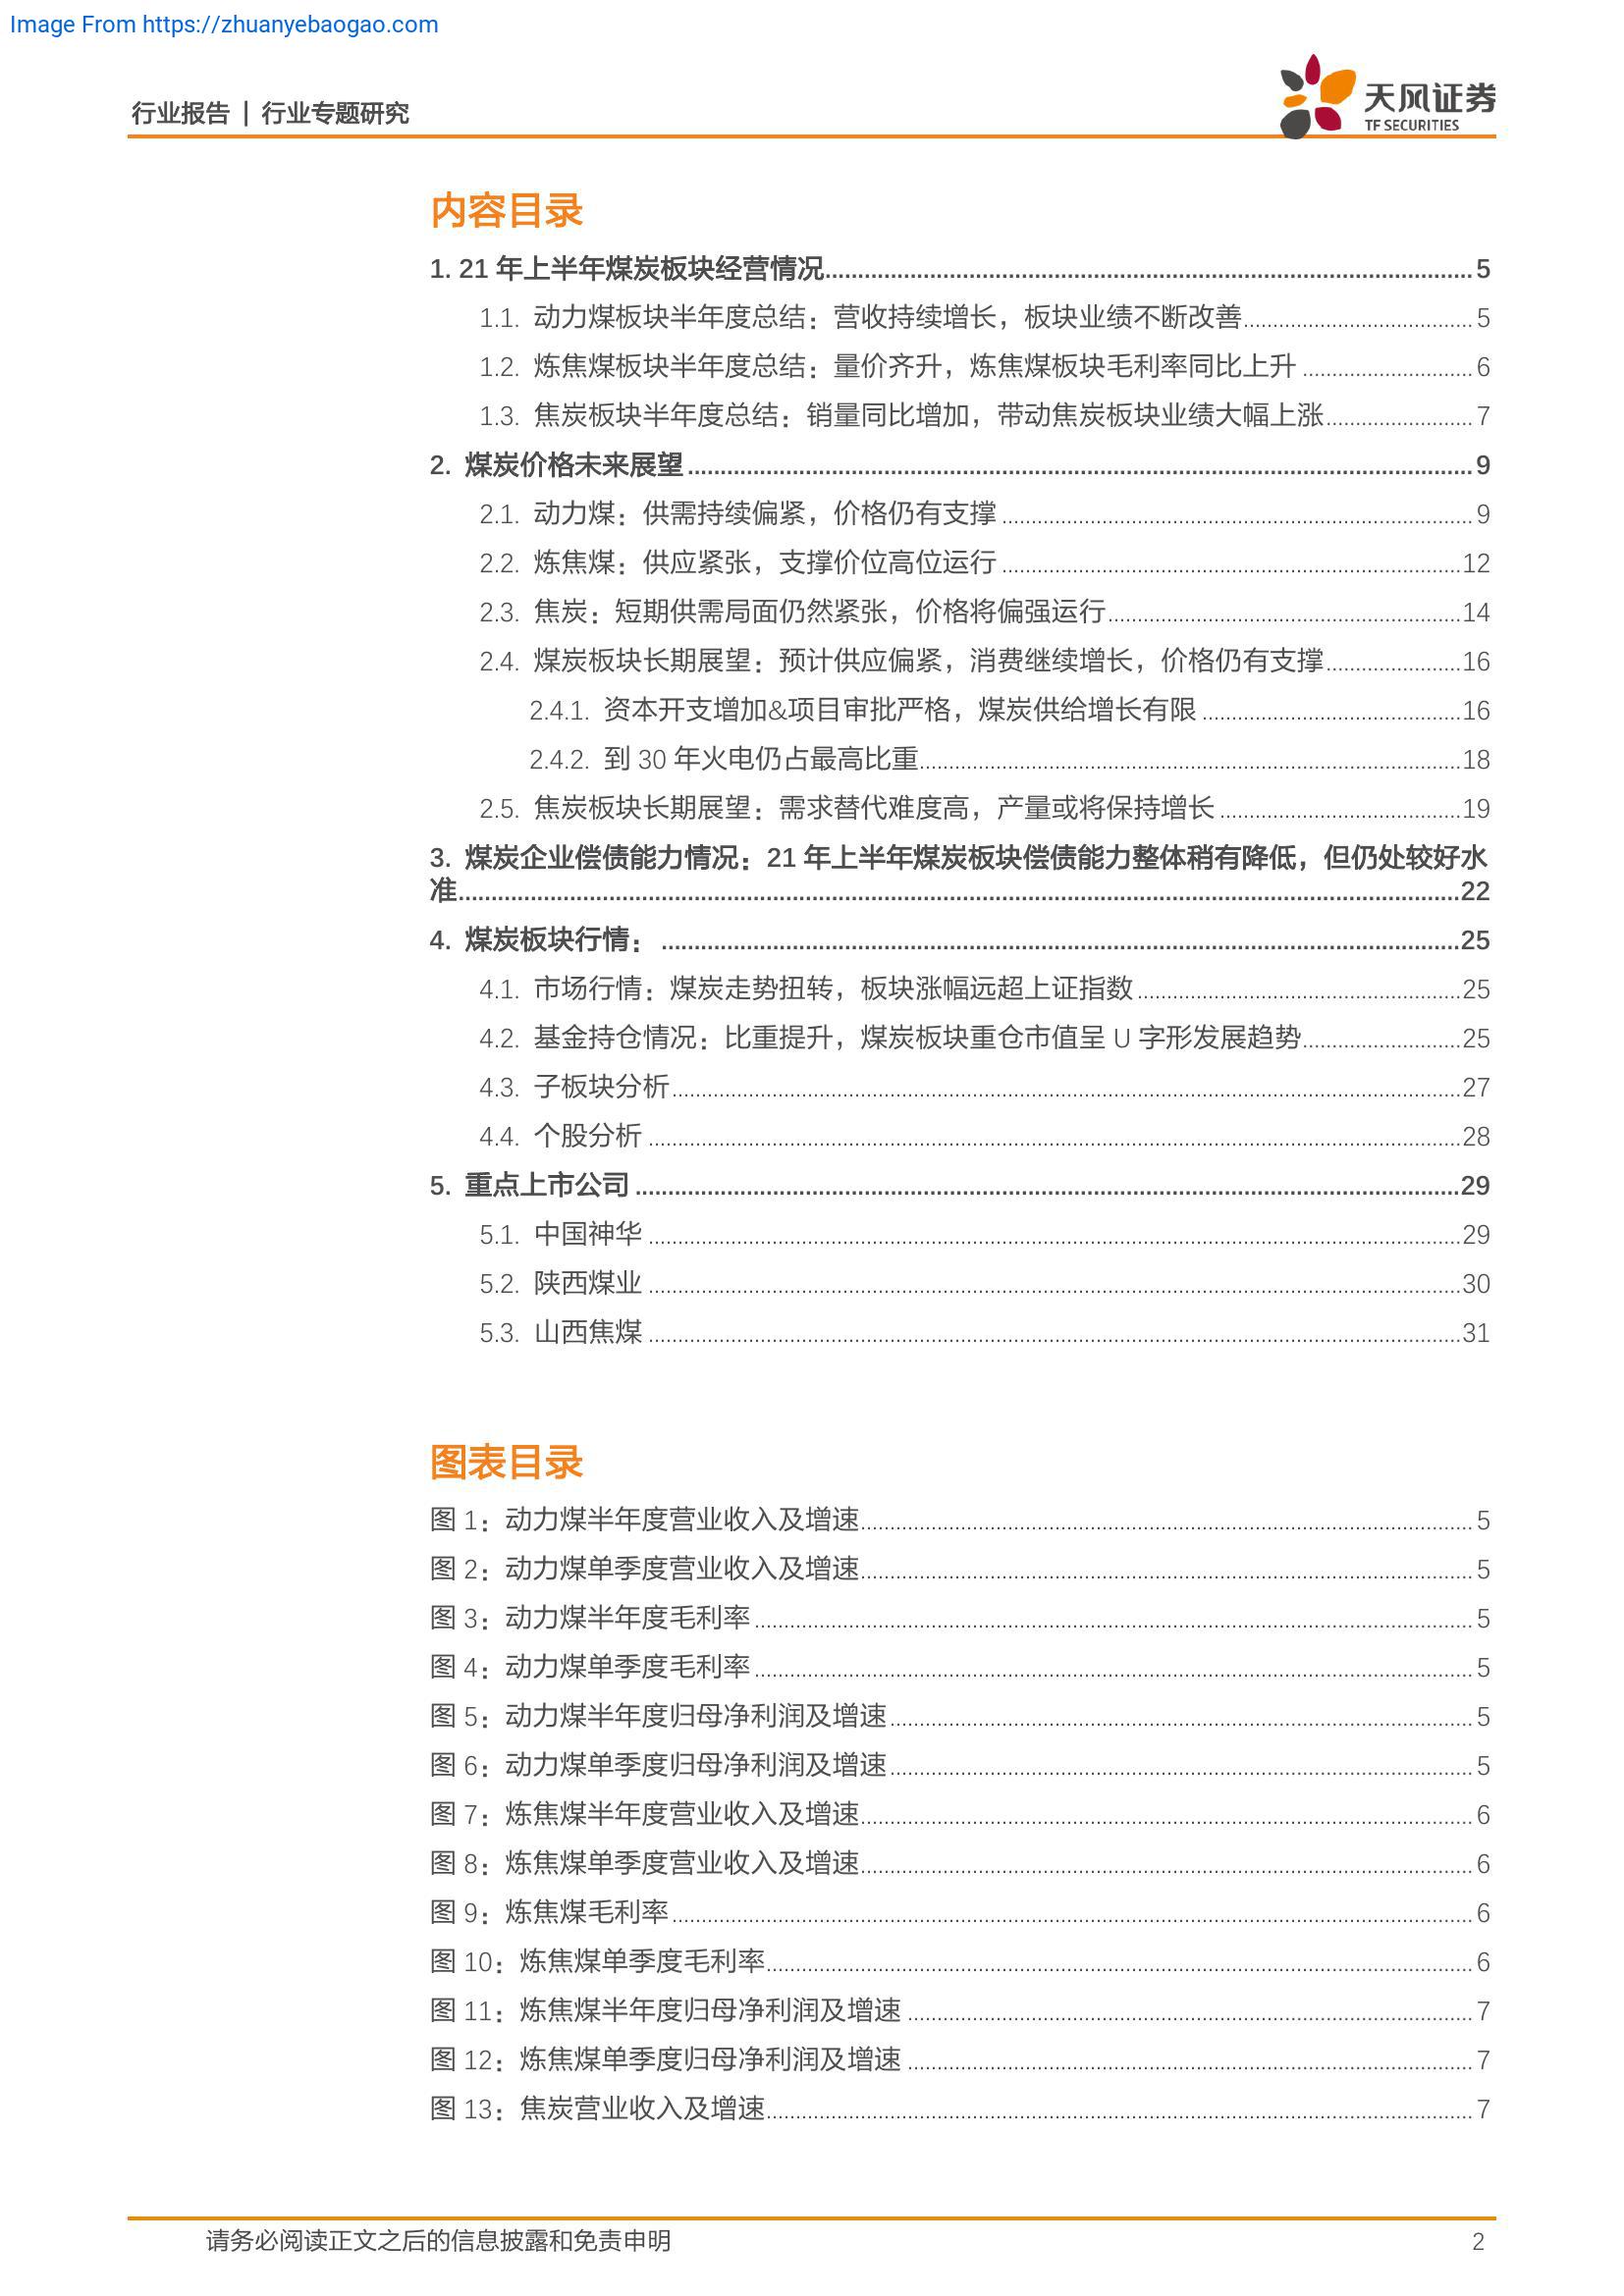 Image From https://zhuanyebaogao.com
行业报告 | 行业专题研究
天风证券
TF SECURITIES
内容目录
1. 21 年上半年煤炭板块经营情况 5
1.1. 动力煤板块半年度总结：营收持续增长，板块业绩不断改善 5
1.2. 炼焦煤板块半年度总结：量价齐升，炼焦煤板块毛利率同比上升 6
1.3. 焦炭板块半年度总结：销量同比增加，带动焦炭板块业绩大幅上涨 7
2. 煤炭价格未来展望 9
2.1. 动力煤：供需持续偏紧，价格仍有支撑 9
2.2. 炼焦煤：供应紧张，支撑价位高位运行 12
2.3. 焦炭：短期供需局面仍然紧张，价格将偏强运行 14
2.4. 煤炭板块长期展望：预计供应偏紧，消费继续增长，价格仍有支撑 16
2.4.1. 资本开支增加&项目审批严格，煤炭供给增长有限 16
2.4.2. 到 30 年火电仍占最高比重 18
2.5. 焦炭板块长期展望：需求替代难度高，产量或将保持增长 19
3. 煤炭企业偿债能力情况：21 年上半年煤炭板块偿债能力整体稍有降低，但仍处较好水
准 22
4. 煤炭板块行情： 25
4.1. 市场行情：煤炭走势扭转，板块涨幅远超上证指数 25
4.2. 基金持仓情况：比重提升，煤炭板块重仓市值呈 U 字形发展趋势 25
4.3. 子板块分析 27
4.4. 个股分析 28
5. 重点上市公司 29
5.1. 中国神华 29
5.2. 陕西煤业 30
5.3. 山西焦煤 31
图表目录
图 1：动力煤半年度营业收入及增速 5
图 2：动力煤单季度营业收入及增速 5
图 3：动力煤半年度毛利率 5
图 4：动力煤单季度毛利率 5
图 5：动力煤半年度归母净利润及增速 5
图 6：动力煤单季度归母净利润及增速 5
图 7：炼焦煤半年度营业收入及增速 6
图 8：炼焦煤单季度营业收入及增速 6
图 9：炼焦煤毛利率 6
图 10：炼焦煤单季度毛利率 6
图 11：炼焦煤半年度归母净利润及增速 7
图 12：炼焦煤单季度归母净利润及增速 7
图 13：焦炭营业收入及增速 7
请务必阅读正文之后的信息披露和免责申明 2